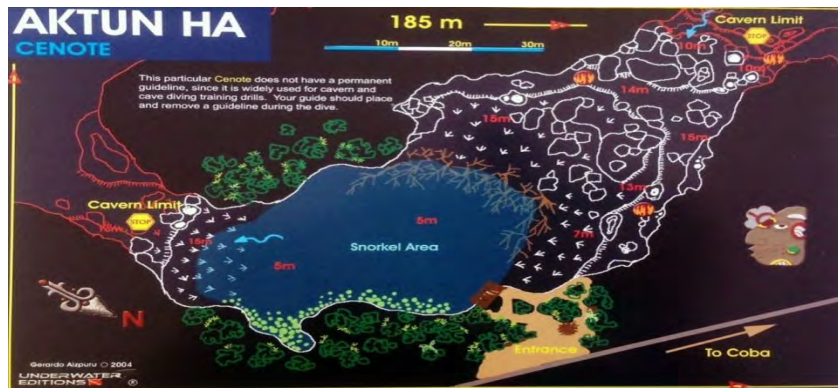 AKTUN HA
CENOTE
185 m
10m 20m 30m
Cavern Limit
STOP
10m
10m
This particular Cenote does not have a permanent
guideline, since it is widely used for cavern and
cave diving training drills. Your guide should place
and remove a guideline during the dive.
14m
15m
15m
13m
Cavern Limit
STOP
15m
5m
7m
Snorkel Area
5m
N
Entrance
To Coba
Gerardo Aizpuru © 2004
UNDERWATER
EDITIONS ®